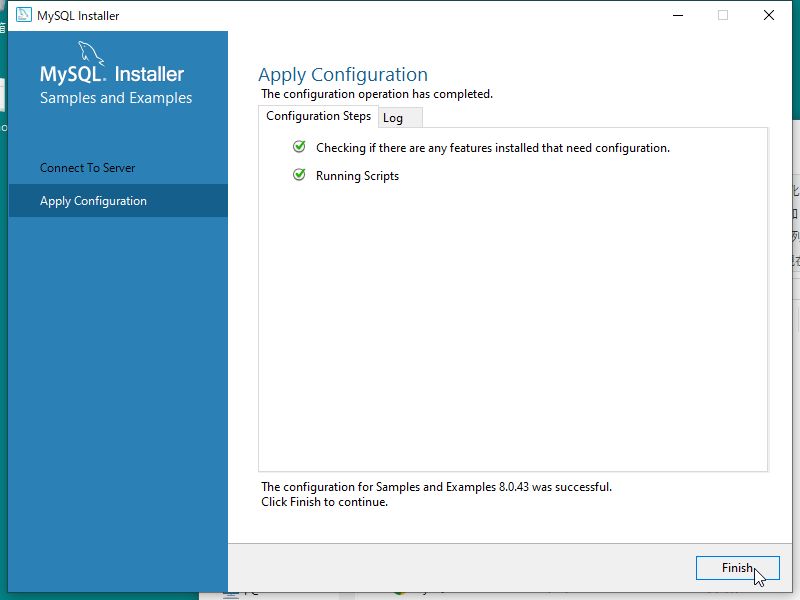 MySQL Installer
MySQL. Installer
Samples and Examples
Connect To Server
Apply Configuration
Apply Configuration
The configuration operation has completed.
Configuration Steps
Log
Checking if there are any features installed that need configuration.
Running Scripts
The configuration for Samples and Examples 8.0.43 was successful.
Click Finish to continue.
Finish